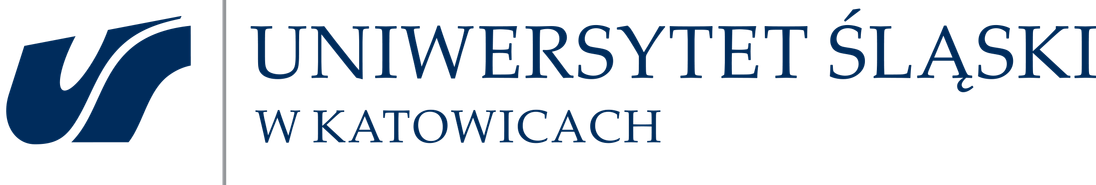 UNIWERSYTET ŚLĄSKI
W KATOWICACH